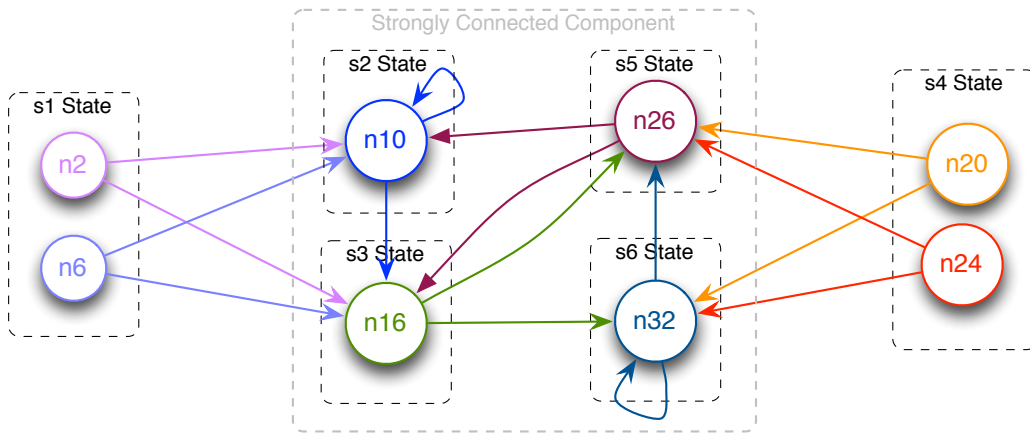 Strongly Connected Component
s1 State
n2
n6
s2 State
n10
s3 State
n16
s5 State
n26
s6 State
n32
s4 State
n20
n24